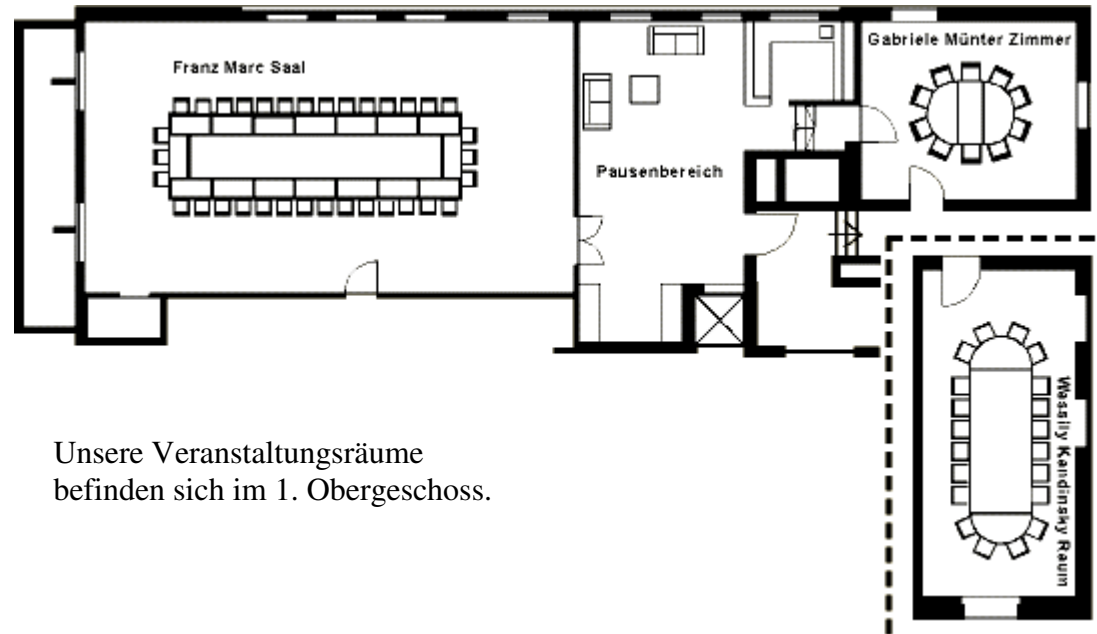 Franz Marc Saal
Pausenbereich
Gabriele Münter Zimmer
Wassily Kandinsky Raum
Unsere Veranstaltungsräume
befinden sich im 1. Obergeschoss.